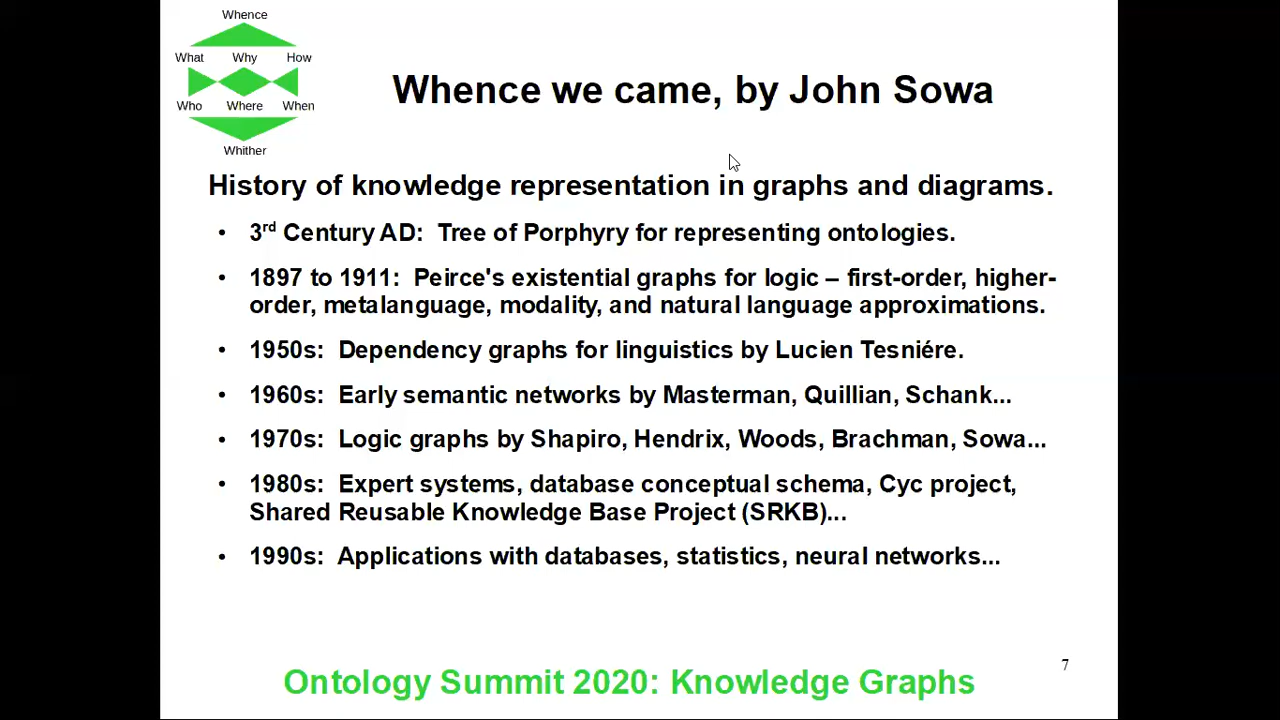 Whence
What Why How
Who Where When
Whither
Whence we came, by John Sowa
History of knowledge representation in graphs and diagrams.
• 3rd Century AD: Tree of Porphyry for representing ontologies.
• 1897 to 1911: Peirce's existential graphs for logic – first-order, higher-
order, metalanguage, modality, and natural language approximations.
• 1950s: Dependency graphs for linguistics by Lucien Tesniére.
• 1960s: Early semantic networks by Masterman, Quillian, Schank...
• 1970s: Logic graphs by Shapiro, Hendrix, Woods, Brachman, Sowa...
• 1980s: Expert systems, database conceptual schema, Cyc project,
Shared Reusable Knowledge Base Project (SRKB)...
• 1990s: Applications with databases, statistics, neural networks...
7
Ontology Summit 2020: Knowledge Graphs